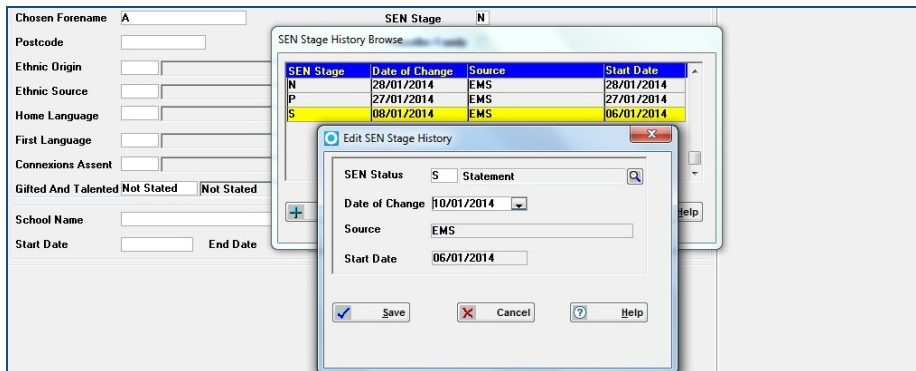 Chosen Forename A SEN Stage N
Postcode
Ethnic Origin
Ethnic Source
Home Language
First Language
Connexions Assent
Gifted And Talented Not Stated Not Stated
School Name
Start Date End Date
SEN Stage History Browse
SEN Stage Date of Change Source Start Date
N 28/01/2014 EMS 28/01/2014
P 27/01/2014 EMS 27/01/2014
S 08/01/2014 EMS 06/01/2014
Help
Edit SEN Stage History
SEN Status S Statement
Date of Change 10/01/2014
Source EMS
Start Date 06/01/2014
Save Cancel Help